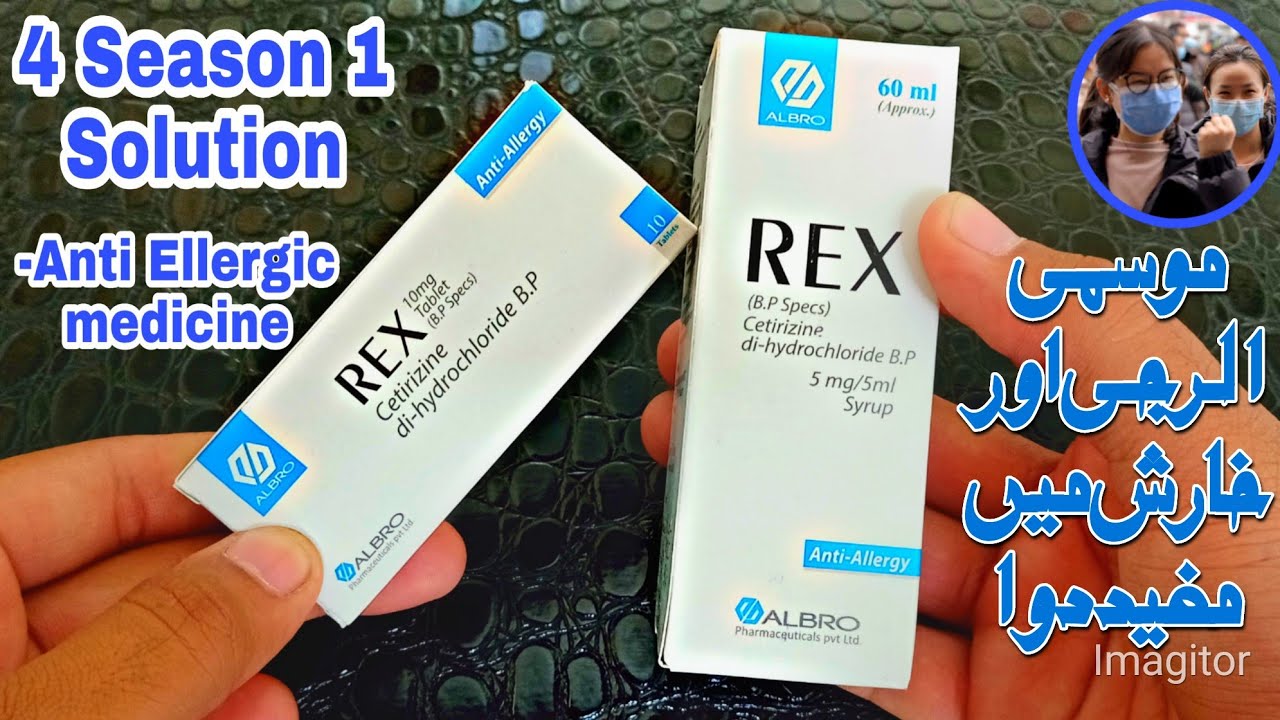 4 Season 1
Solution
-Anti Ellergic
medicine
Anti-Allergy
10
Tablets
REX
10mg
Tablet
(B.P Specs)
Cetirizine
di-hydrochloride B.P
ALBRO
ALBRO
Pharmaceuticals pvt Ltd.
ALBRO
60 ml
(Approx.)
REX
(B.P Specs)
Cetirizine
di-hydrochloride B.P
5 mg/5ml
Syrup
Anti-Allergy
ALBRO
Pharmaceuticals pvt Ltd.
موسمی
الرجی اور
خارش میں
مفید دوا
Imagitor